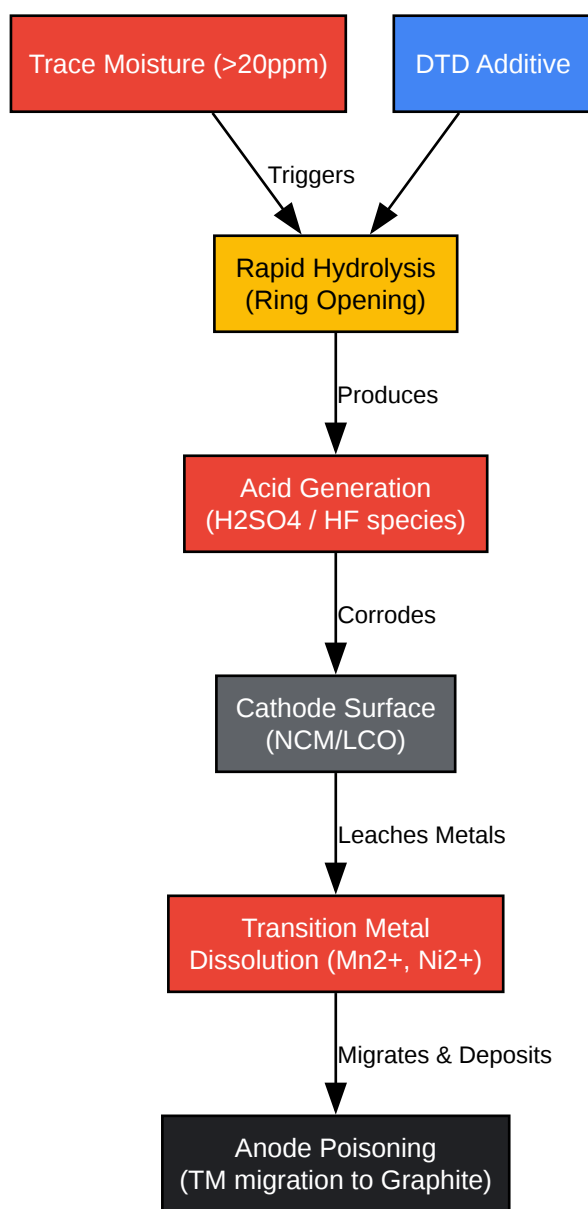 Trace Moisture (>20ppm)
DTD Additive
Triggers
Rapid Hydrolysis
(Ring Opening)
Produces
Acid Generation
(H2SO4 / HF species)
Corrodes
Cathode Surface
(NCM/LCO)
Leaches Metals
Transition Metal
Dissolution (Mn2+, Ni2+)
Migrates & Deposits
Anode Poisoning
(TM migration to Graphite)